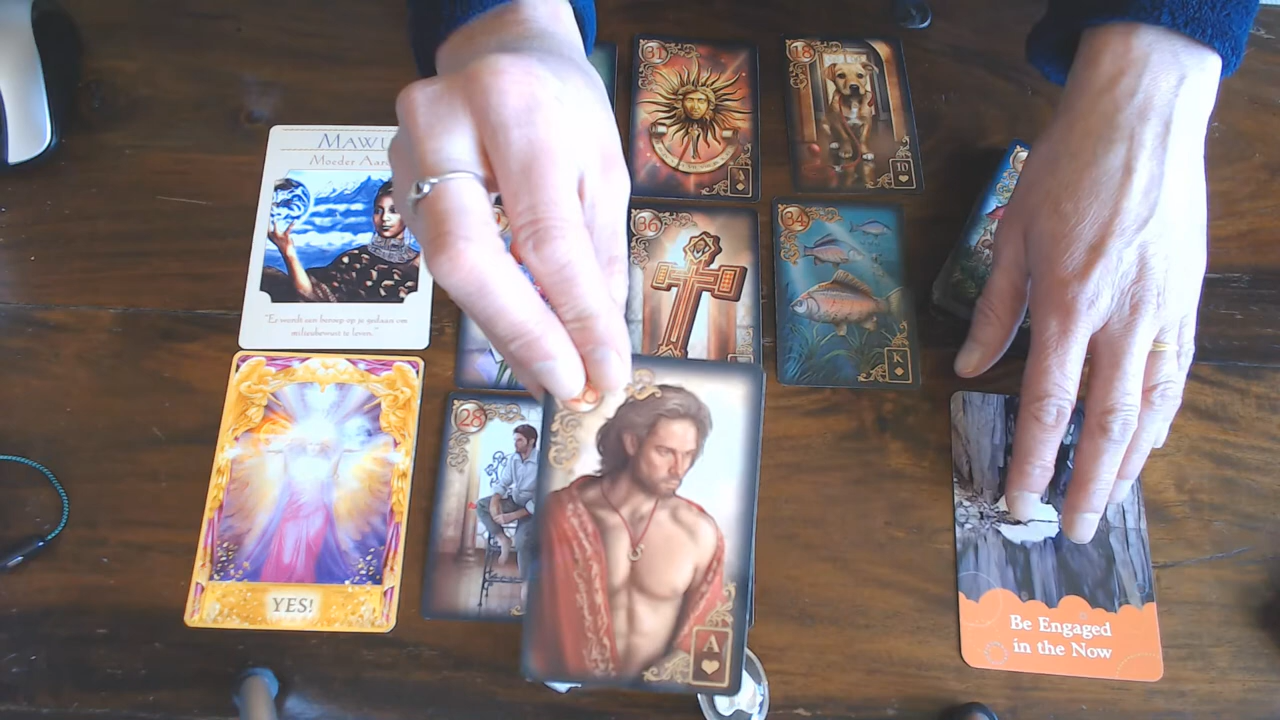 31
J
18
10
MAWU
Moeder Aard
"Er wordt een beroep op je gedaan om
milieubewust te leven."
36
34
K
YES!
28
A
Be Engaged
in the Now